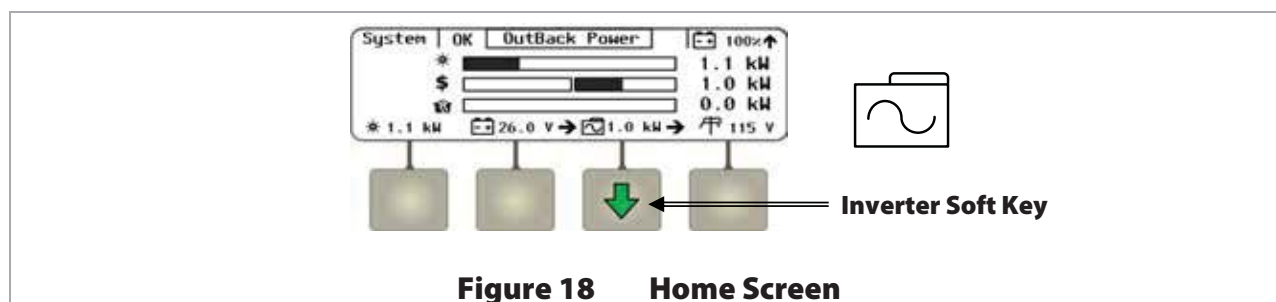 System OK OutBack Power 100%↑
1.1 kW
$ 1.0 kW
0.0 kW
1.1 kW 26.0 V → 1.0 kW → 115 V
Inverter Soft Key
Figure 18 Home Screen